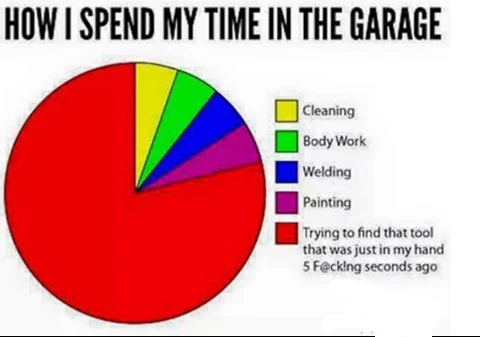 HOW I SPEND MY TIME IN THE GARAGE
Cleaning
Body Work
Welding
Painting
Trying to find that tool
that was just in my hand
5 F@ck!ng seconds ago